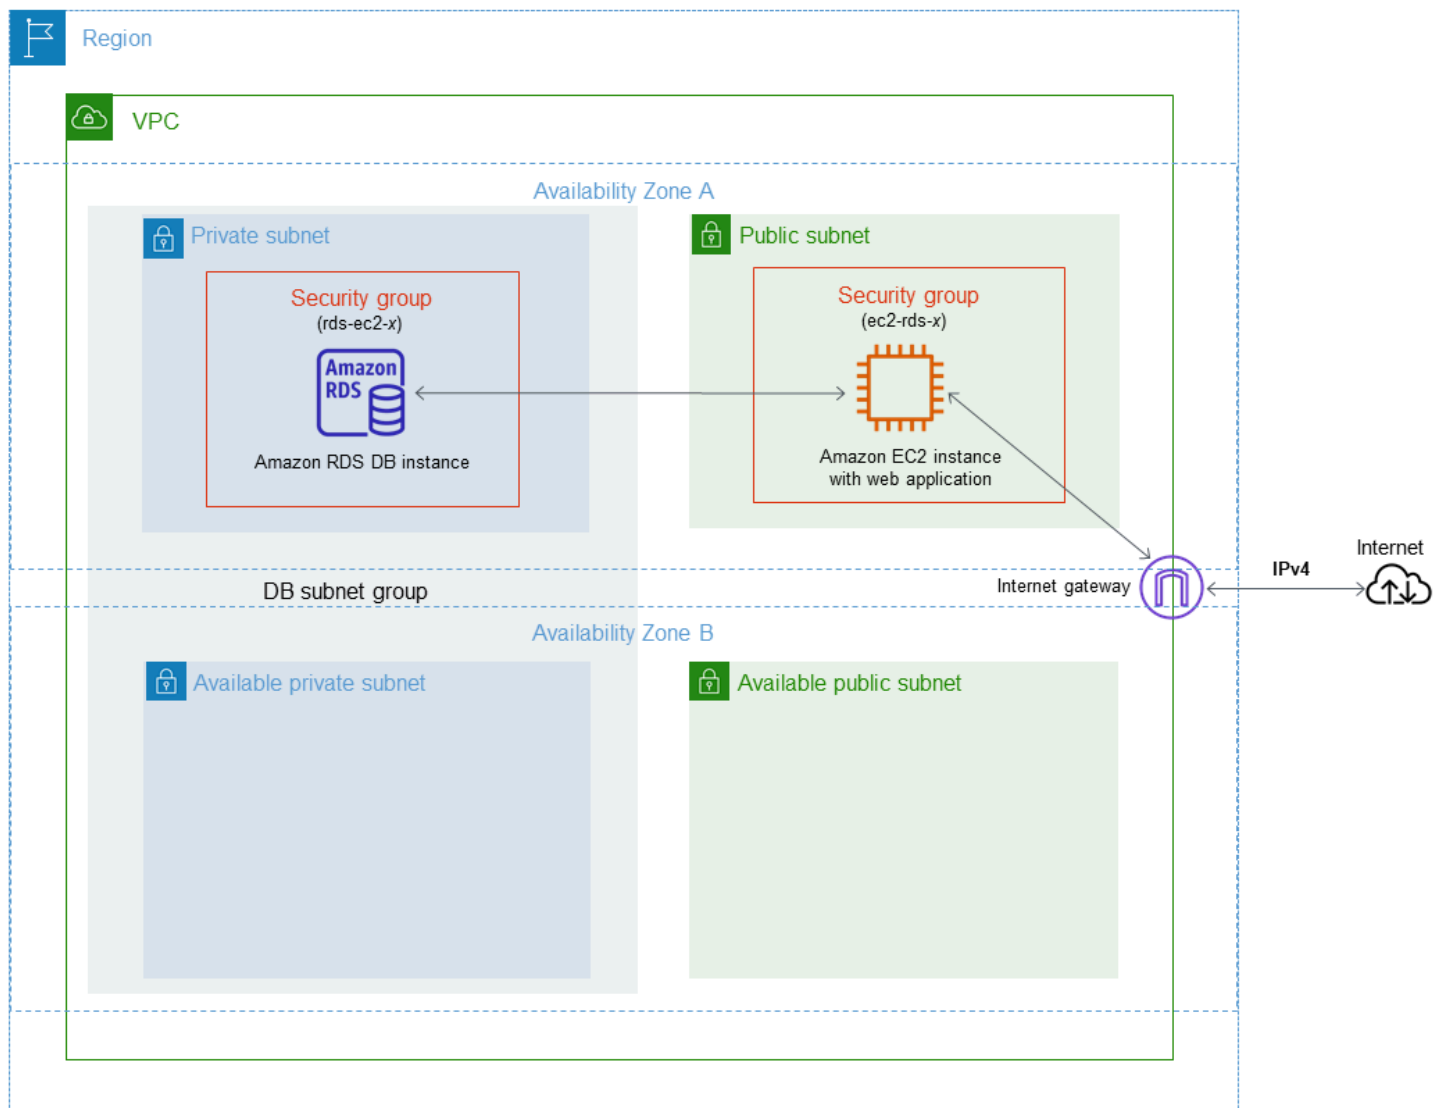 Region
VPC
Availability Zone A
Private subnet
Public subnet
Security group
(rds-ec2-x)
Security group
(ec2-rds-x)
Amazon
RDS
Amazon RDS DB instance
Amazon EC2 instance
with web application
Internet
IPv4
Internet gateway
DB subnet group
Availability Zone B
Available private subnet
Available public subnet